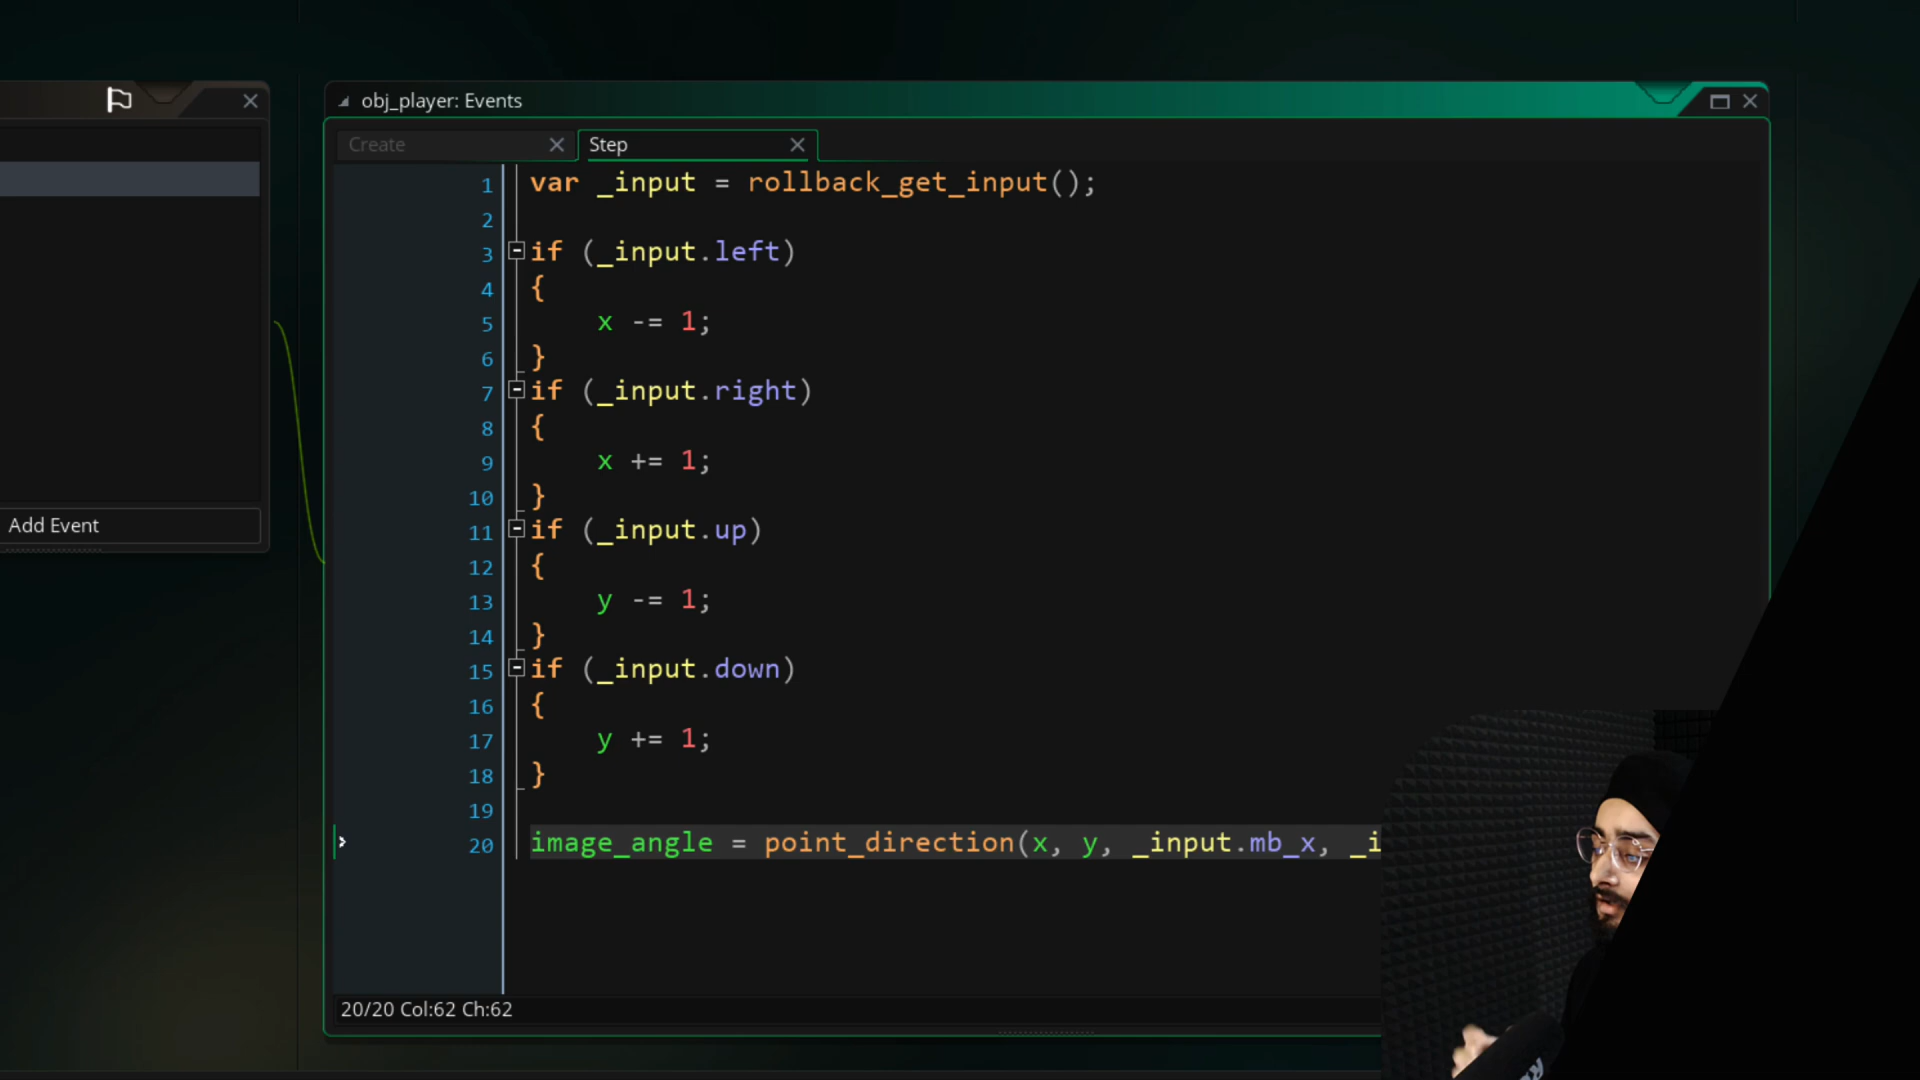 obj_player: Events
Create
Step
1 var _input = rollback_get_input();
2
3 if (_input.left)
4 {
5 x -= 1;
6 }
7 if (_input.right)
8 {
9 x += 1;
10 }
11 if (_input.up)
12 {
13 y -= 1;
14 }
15 if (_input.down)
16 {
17 y += 1;
18 }
19
20 image_angle = point_direction(x, y, _input.mb_x, _i
Add Event
20/20 Col:62 Ch:62